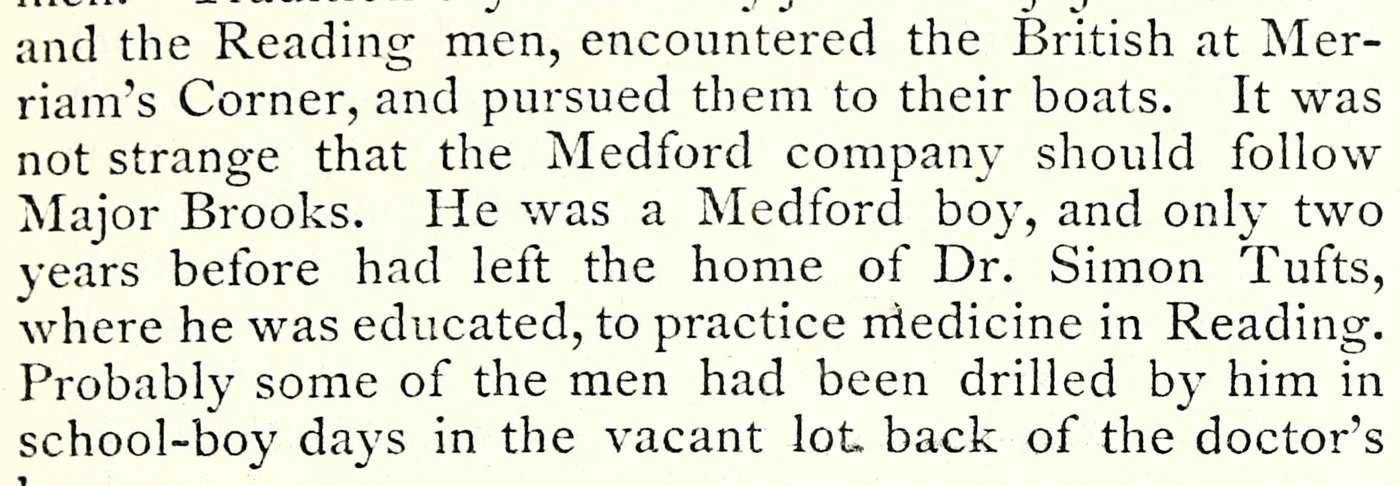 and the Reading men, encountered the British at Mer-
riam's Corner, and pursued them to their boats. It was
not strange that the Medford company should follow
Major Brooks. He was a Medford boy, and only two
years before had left the home of Dr. Simon Tufts,
where he was educated, to practice medicine in Reading.
Probably some of the men had been drilled by him in
school-boy days in the vacant lot back of the doctor's